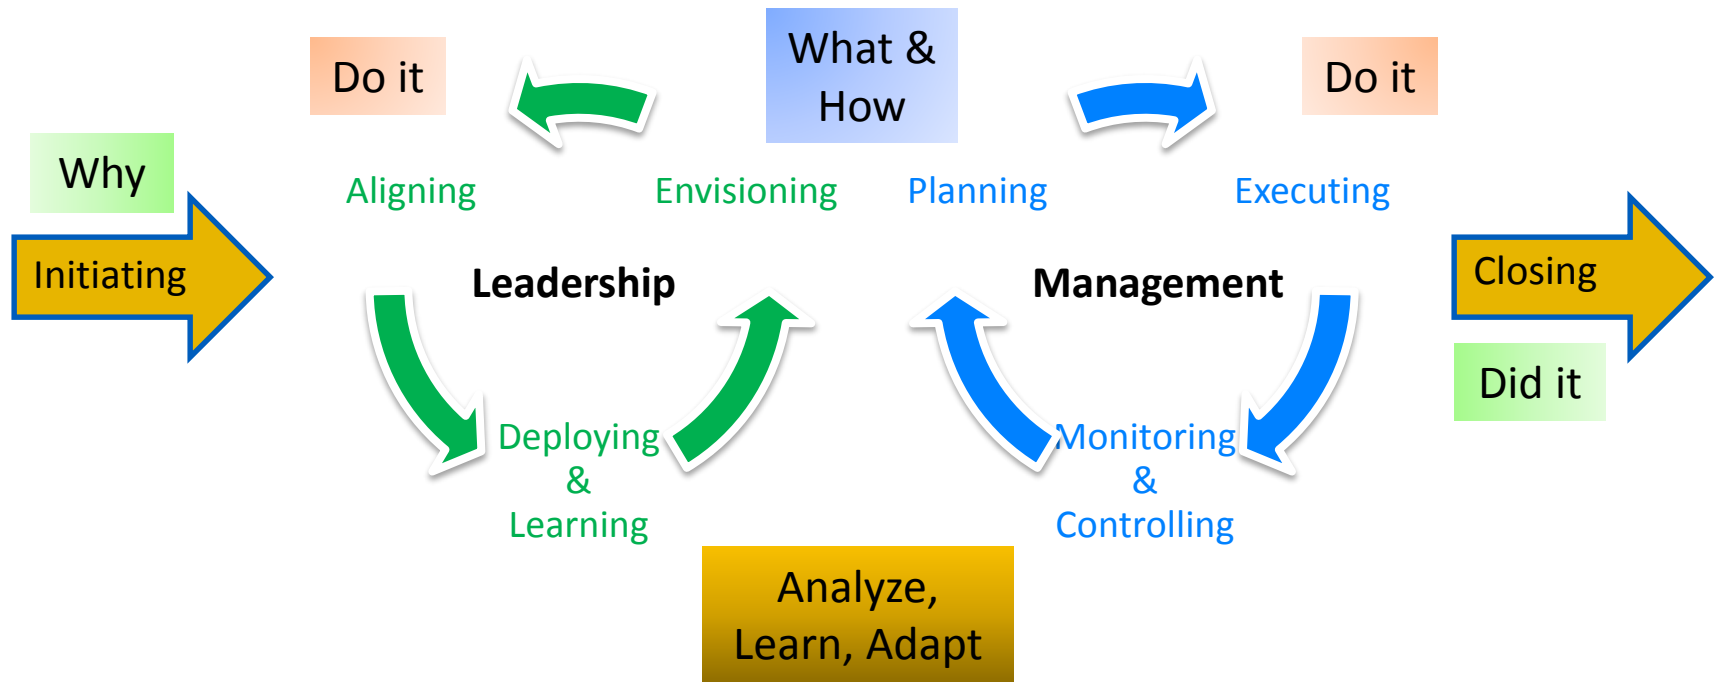 What &
How
Do it
Do it
Why
Aligning
Envisioning
Planning
Executing
Initiating
Leadership
Management
Closing
Did it
Deploying
&
Learning
Monitoring
&
Controlling
Analyze,
Learn, Adapt